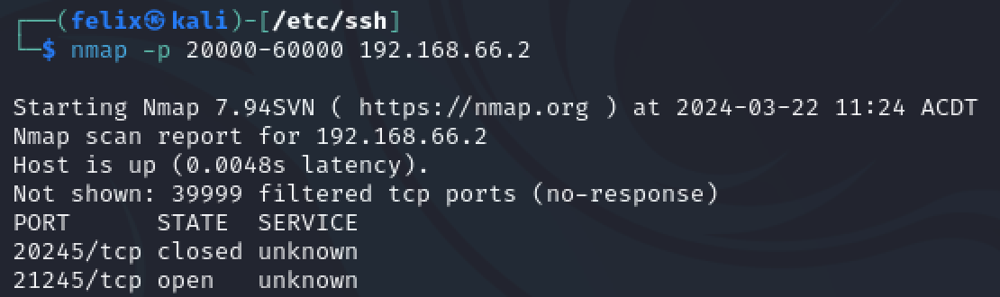 ┌──(felix㉿kali)-[/etc/ssh]
└─$ nmap -p 20000-60000 192.168.66.2
Starting Nmap 7.94SVN ( https://nmap.org ) at 2024-03-22 11:24 ACDT
Nmap scan report for 192.168.66.2
Host is up (0.0048s latency).
Not shown: 39999 filtered tcp ports (no-response)
PORT      STATE  SERVICE
20245/tcp closed unknown
21245/tcp open   unknown